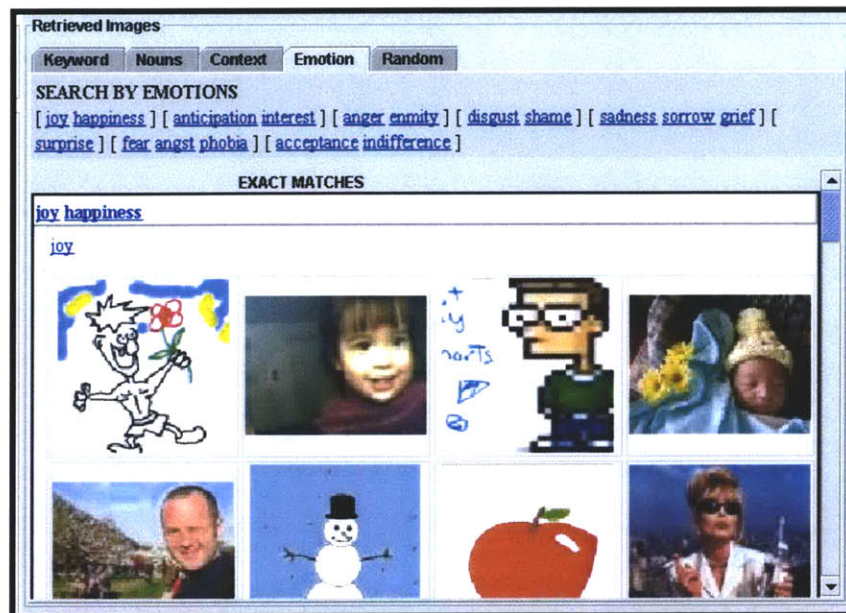 Retrieved Images
Keyword Nouns Context Emotion Random
SEARCH BY EMOTIONS
[ joy happiness ] [ anticipation interest ] [ anger enmity ] [ disgust shame ] [ sadness sorrow grief ] [
surprise ] [ fear angst phobia ] [ acceptance indifference ]
EXACT MATCHES
joy happiness
joy